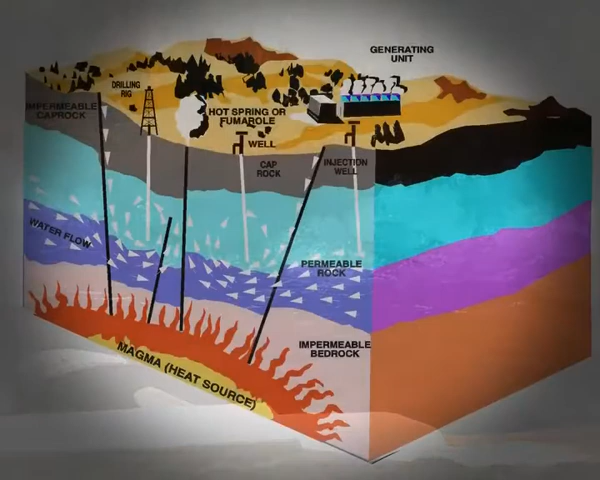 GENERATING
UNIT
DRILLING
RIG
IMPERMEABLE
CAPROCK
HOT SPRING OR
FUMAROLE
WELL
CAP
ROCK
INJECTION
WELL
WATER FLOW
PERMEABLE
ROCK
IMPERMEABLE
BEDROCK
MAGMA (HEAT SOURCE)